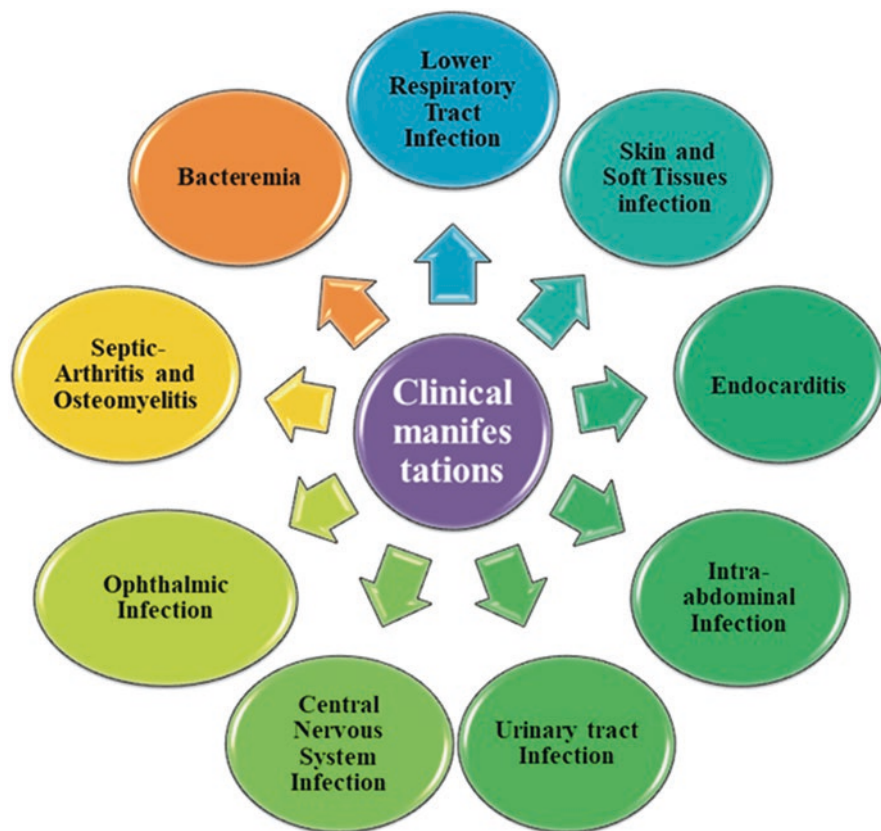 Lower
Respiratory
Tract
Infection
Skin and
Soft Tissues
infection
Endocarditis
Intra-
abdominal
Infection
Urinary tract
Infection
Central
Nervous
System
Infection
Ophthalmic
Infection
Septic-
Arthritis and
Osteomyelitis
Bacteremia
Clinical
manifes
tations